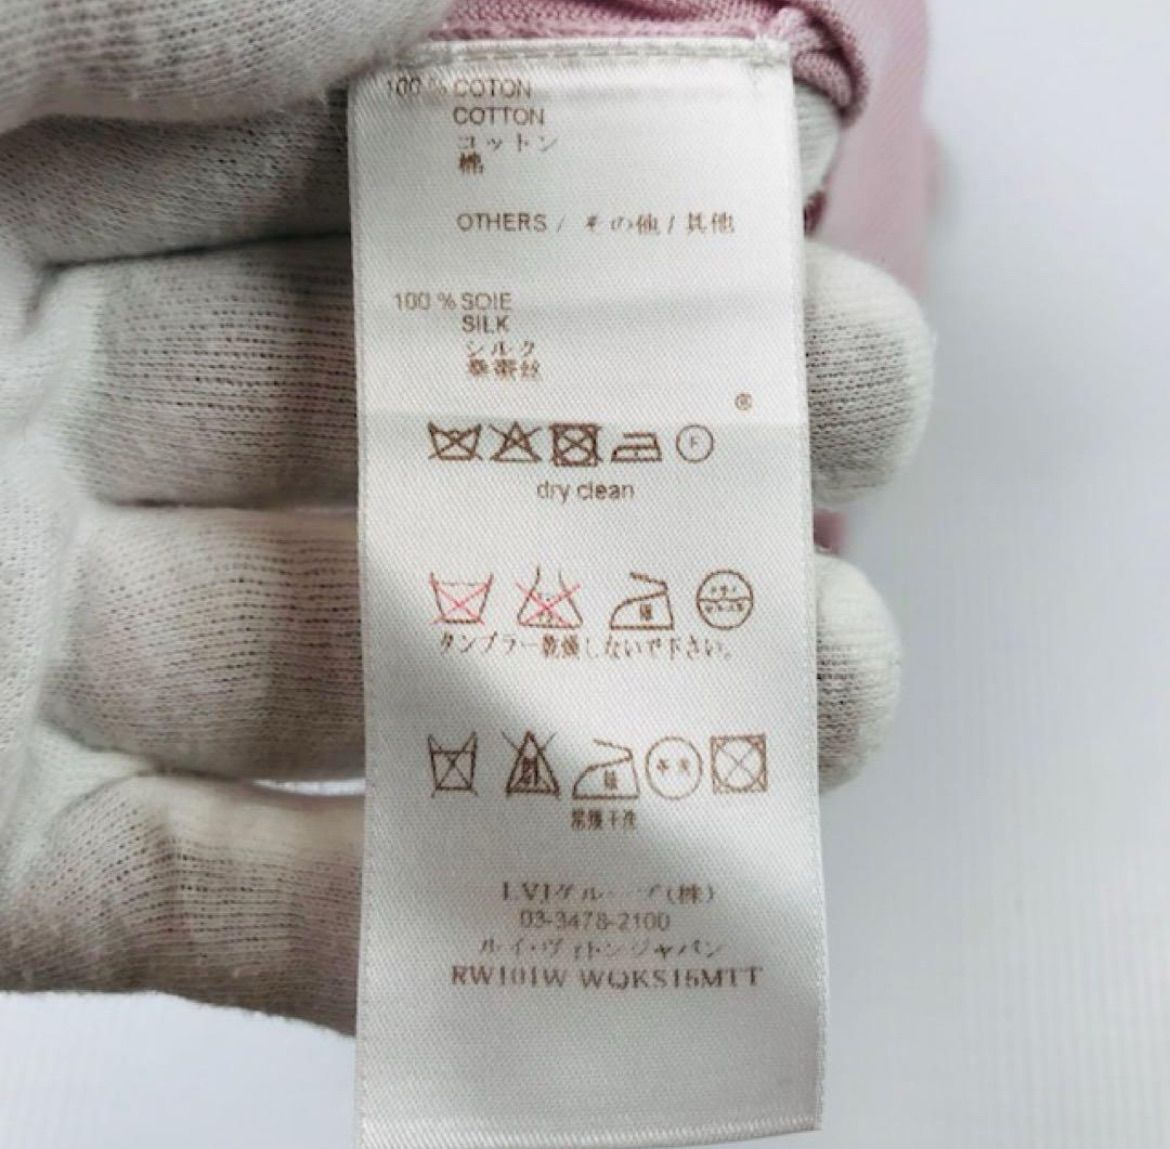 100 % COTON
COTTON
コットン
棉
OTHERS / その他 / 其他
100 % SOIE
SILK
シルク
桑蚕丝
®
F
dry clean
タンブラー乾燥しないで下さい。
常规干洗
LVJグループ(株)
03-3478-2100
ルイ・ヴィトンジャパン
RW101W WQKS15MTT